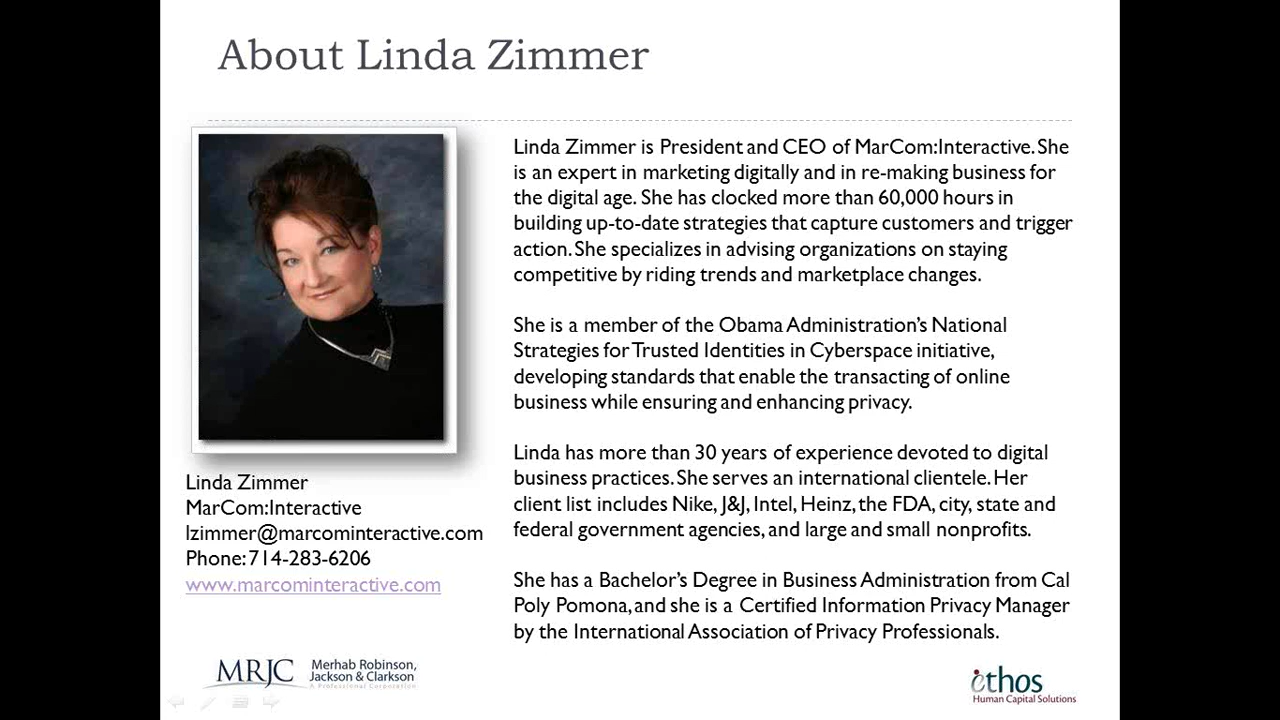 About Linda Zimmer
Linda Zimmer is President and CEO of MarCom:Interactive. She
is an expert in marketing digitally and in re-making business for
the digital age. She has clocked more than 60,000 hours in
building up-to-date strategies that capture customers and trigger
action. She specializes in advising organizations on staying
competitive by riding trends and marketplace changes.
She is a member of the Obama Administration's National
Strategies for Trusted Identities in Cyberspace initiative,
developing standards that enable the transacting of online
business while ensuring and enhancing privacy.
Linda has more than 30 years of experience devoted to digital
business practices. She serves an international clientele. Her
client list includes Nike, J&J, Intel, Heinz, the FDA, city, state and
federal government agencies, and large and small nonprofits.
She has a Bachelor's Degree in Business Administration from Cal
Poly Pomona, and she is a Certified Information Privacy Manager
by the International Association of Privacy Professionals.
Linda Zimmer
MarCom:Interactive
lzimmer@marcominteractive.com
Phone: 714-283-6206
www.marcominteractive.com
MRJC
Merhab Robinson,
Jackson & Clarkson
A Professional Corporation
ethos
Human Capital Solutions